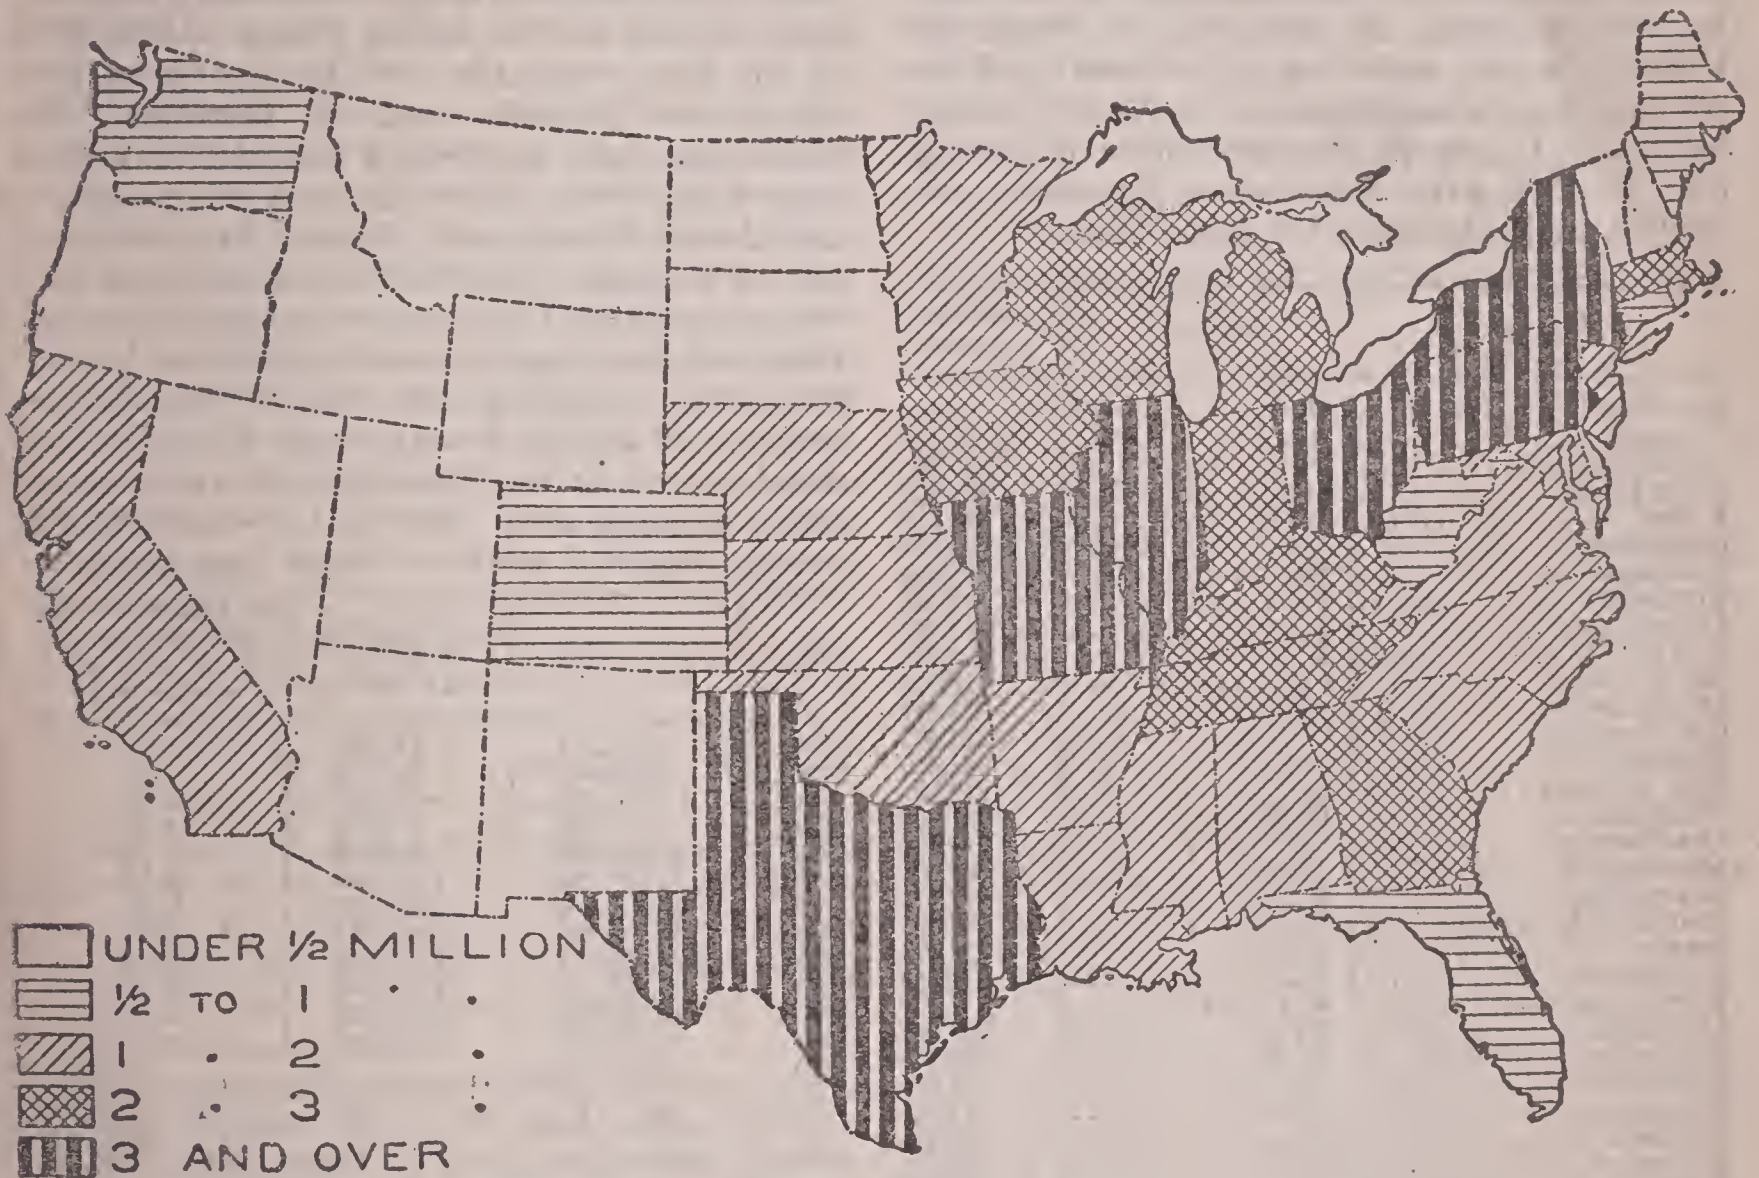 UNDER ½ MILLION
½ TO 1 " "
1 " 2 "
2 " 3 "
3 AND OVER